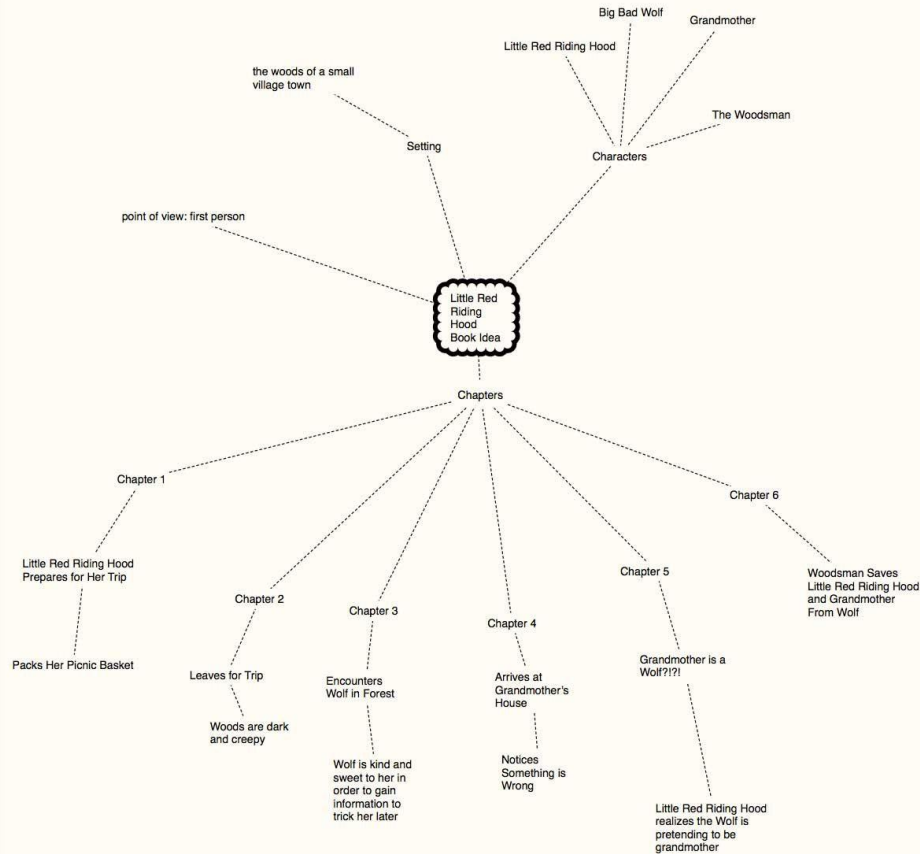 Big Bad Wolf
Grandmother
Little Red Riding Hood
the woods of a small
village town
The Woodsman
Setting
Characters
point of view: first person
Little Red
Riding
Hood
Book Idea
Chapters
Chapter 1
Little Red Riding Hood
Prepares for Her Trip
Packs Her Picnic Basket
Chapter 2
Leaves for Trip
Woods are dark
and creepy
Chapter 3
Encounters
Wolf in Forest
Wolf is kind and
sweet to her in
order to gain
information to
trick her later
Chapter 4
Arrives at
Grandmother's
House
Notices
Something is
Wrong
Chapter 5
Grandmother is a
Wolf?!?!
Little Red Riding Hood
realizes the Wolf is
pretending to be
grandmother
Chapter 6
Woodsman Saves
Little Red Riding Hood
and Grandmother
From Wolf